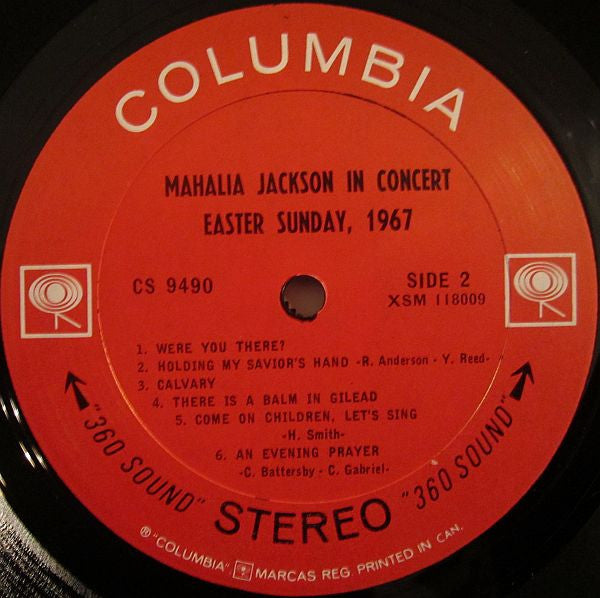 COLUMBIA
MAHALIA JACKSON IN CONCERT
EASTER SUNDAY, 1967
CS 9490
SIDE 2
XSM 118009
1. WERE YOU THERE?
2. HOLDING MY SAVIOR'S HAND -R. Anderson - Y. Reed-
3. CALVARY
4. THERE IS A BALM IN GILEAD
5. COME ON CHILDREN, LET'S SING
-H. Smith-
6. AN EVENING PRAYER
-C. Battersby - C. Gabriel-
"360 SOUND" STEREO "360 SOUND"
® "COLUMBIA" MARCAS REG. PRINTED IN CAN.